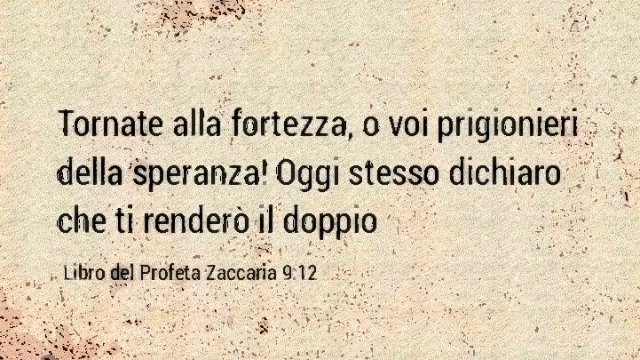 Tornate alla fortezza, o voi prigionieri
della speranza! Oggi stesso dichiaro
che ti renderò il doppio
Libro del Profeta Zaccaria 9:12